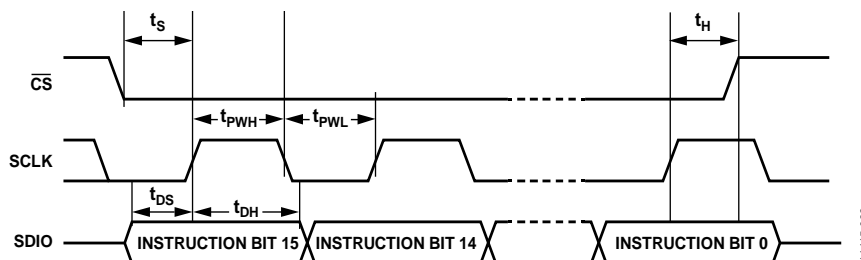 tS
tH
CS
tPWH
tPWL
SCLK
tDS
tDH
SDIO
INSTRUCTION BIT 15
INSTRUCTION BIT 14
INSTRUCTION BIT 0